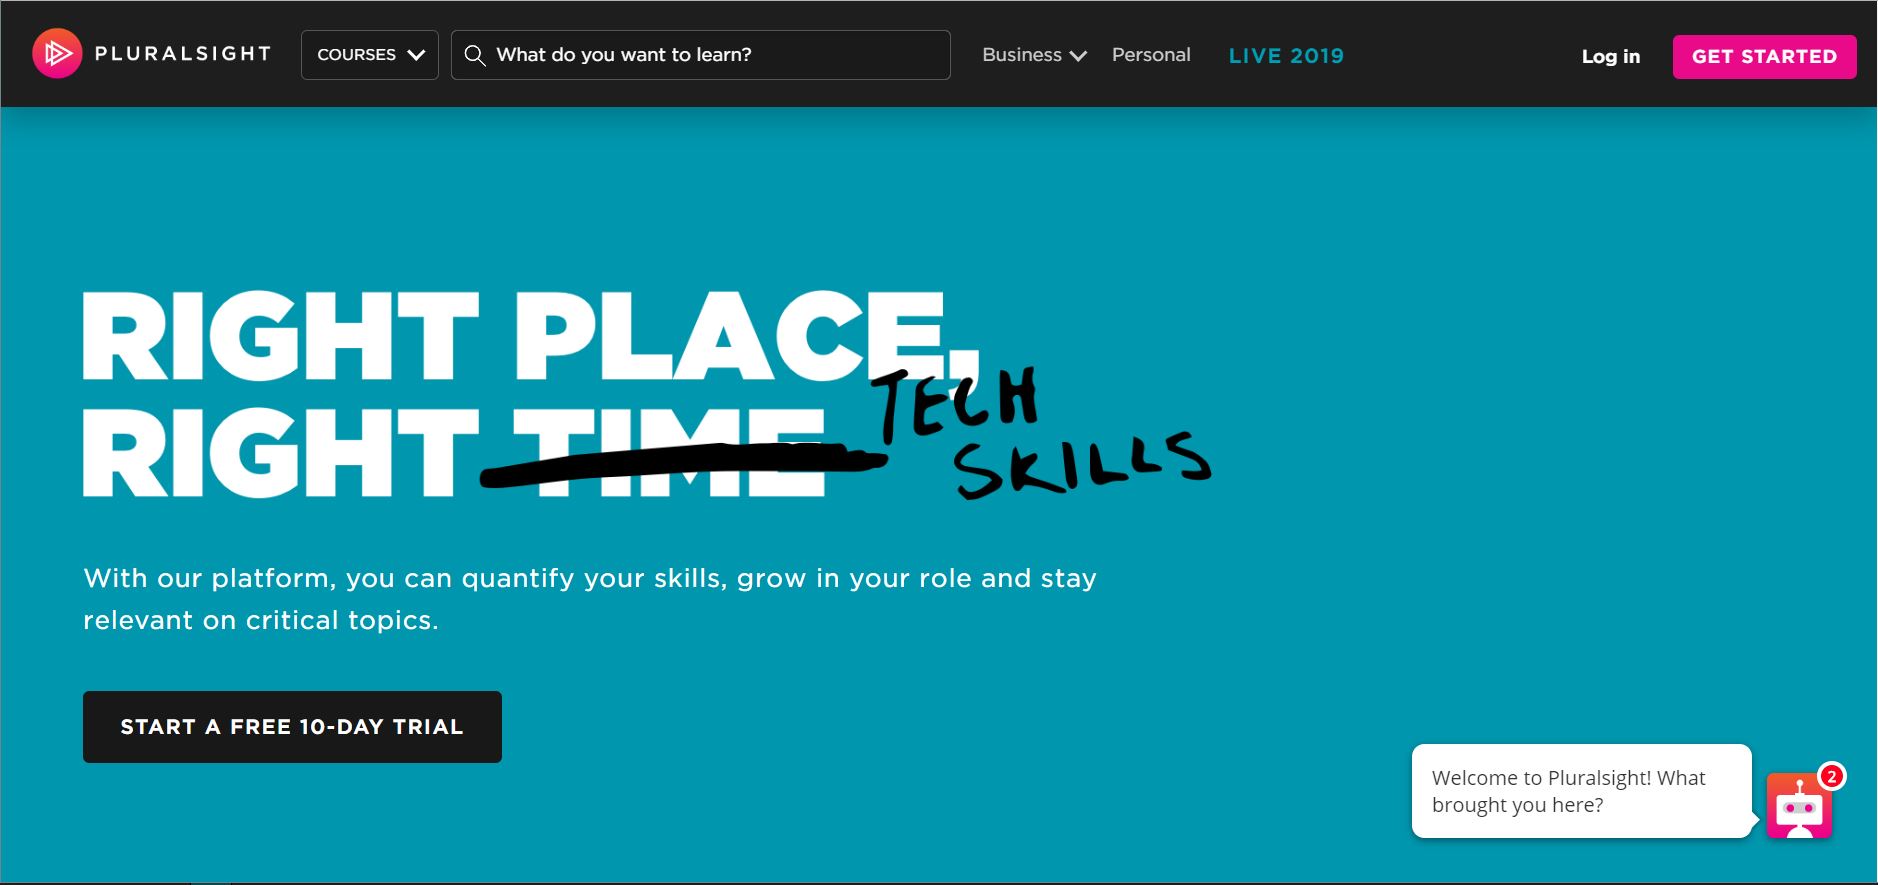 PLURALSIGHT
COURSES
What do you want to learn?
Business
Personal
LIVE 2019
Log in
GET STARTED
RIGHT PLACE,
RIGHT TIME
TECH
SKILLS
With our platform, you can quantify your skills, grow in your role and stay
relevant on critical topics.
START A FREE 10-DAY TRIAL
Welcome to Pluralsight! What
brought you here?
2